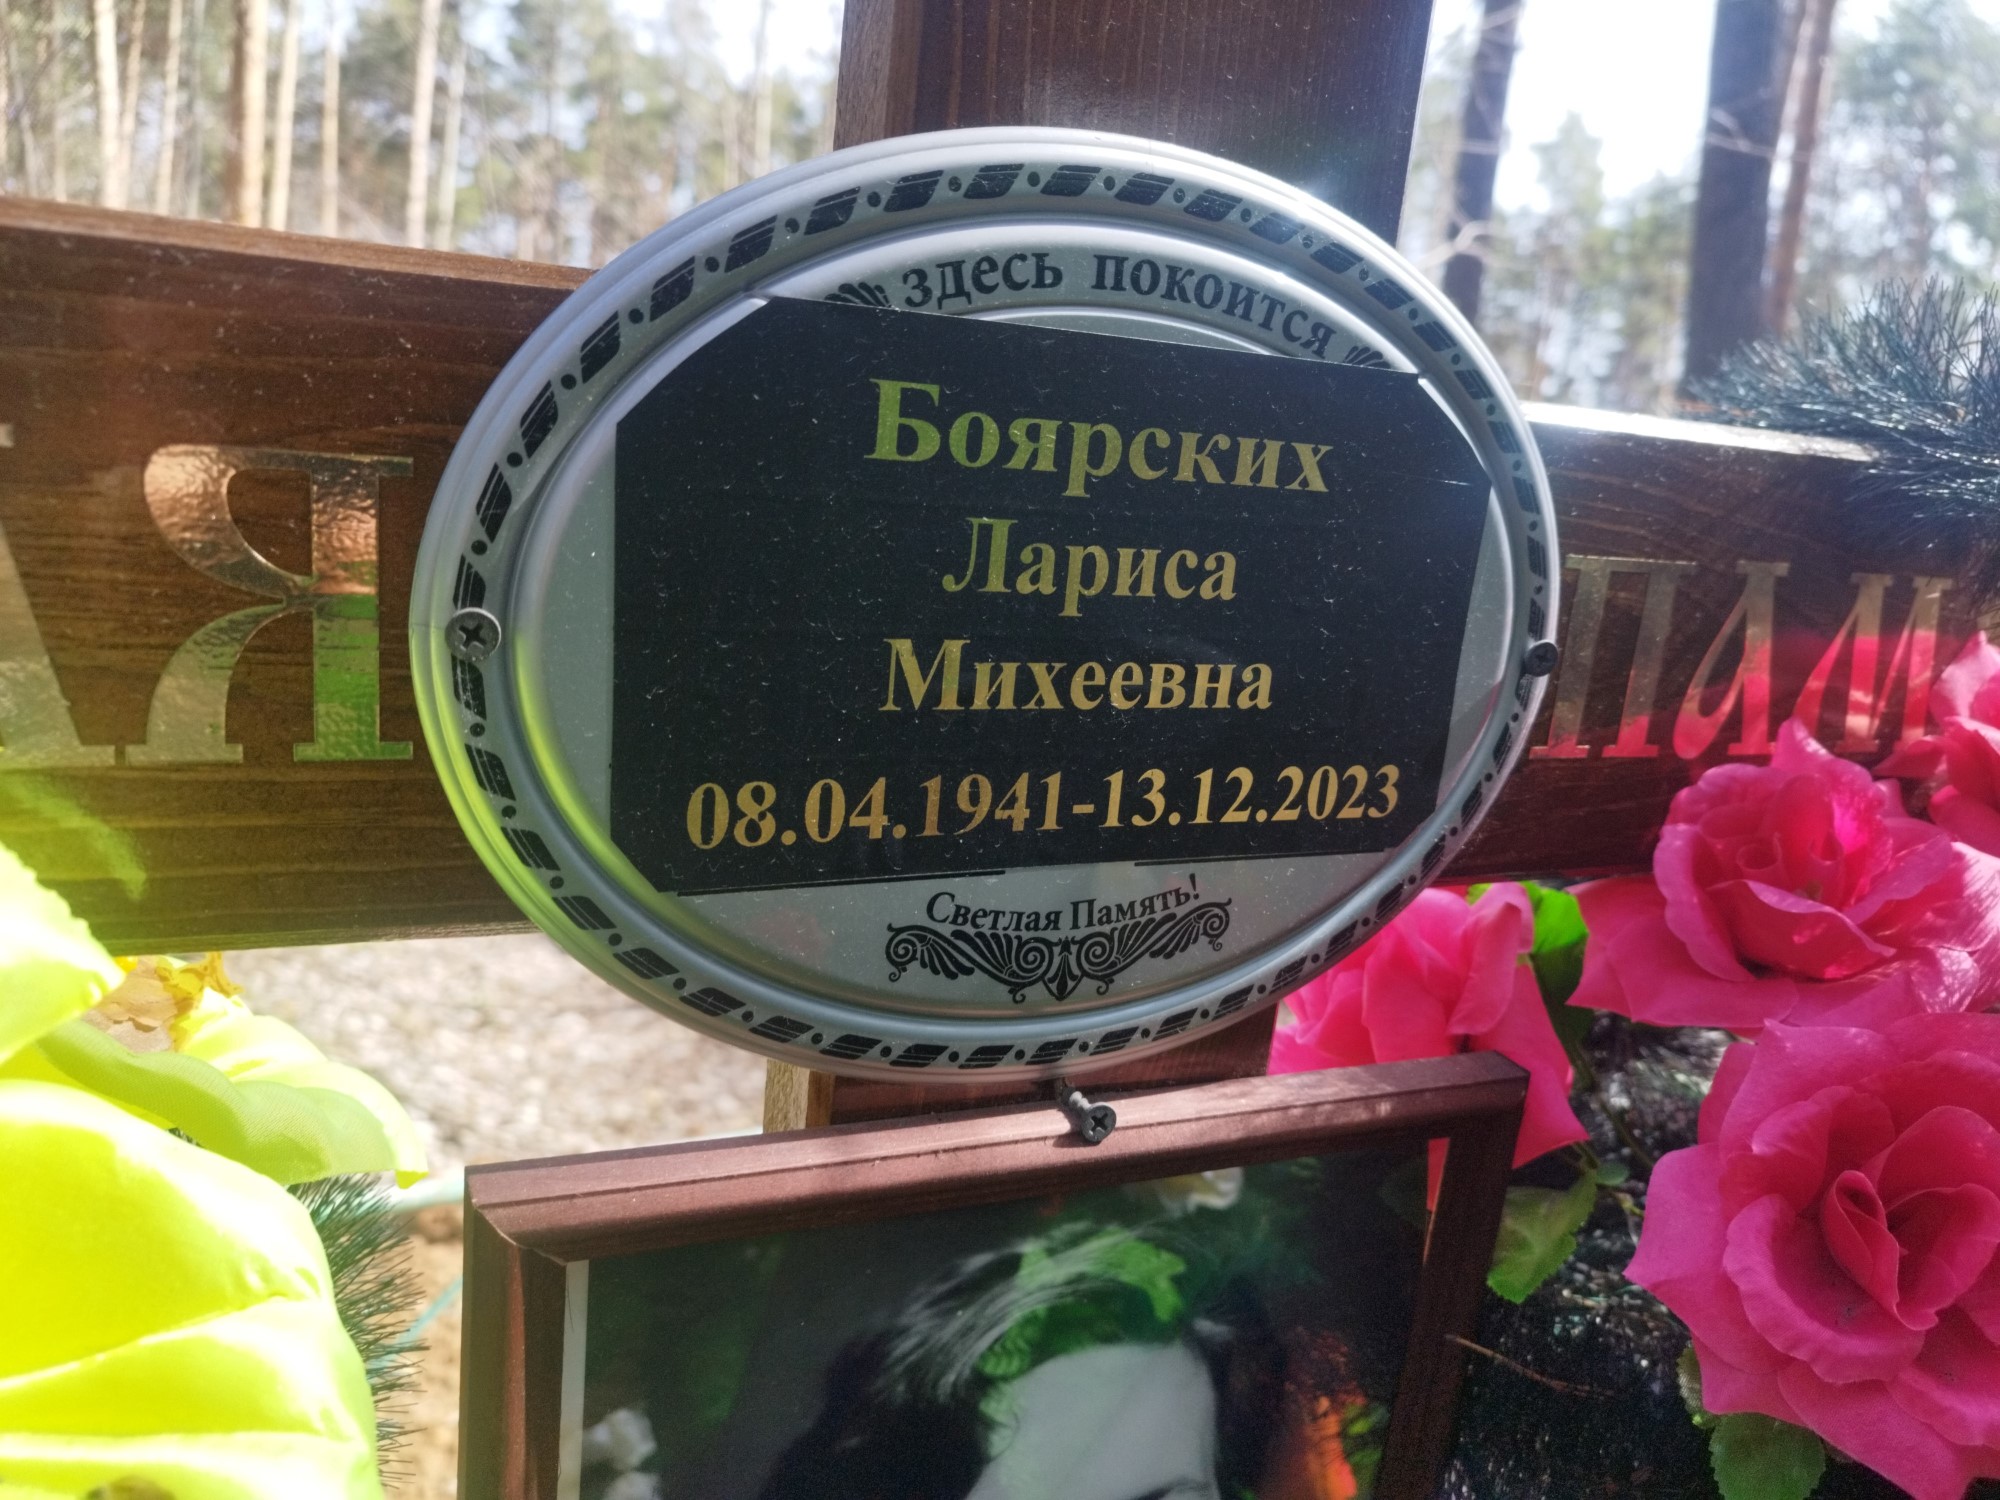 здесь покоится
Боярских
Лариса
Михеевна
08.04.1941-13.12.2023
Светлая Память!